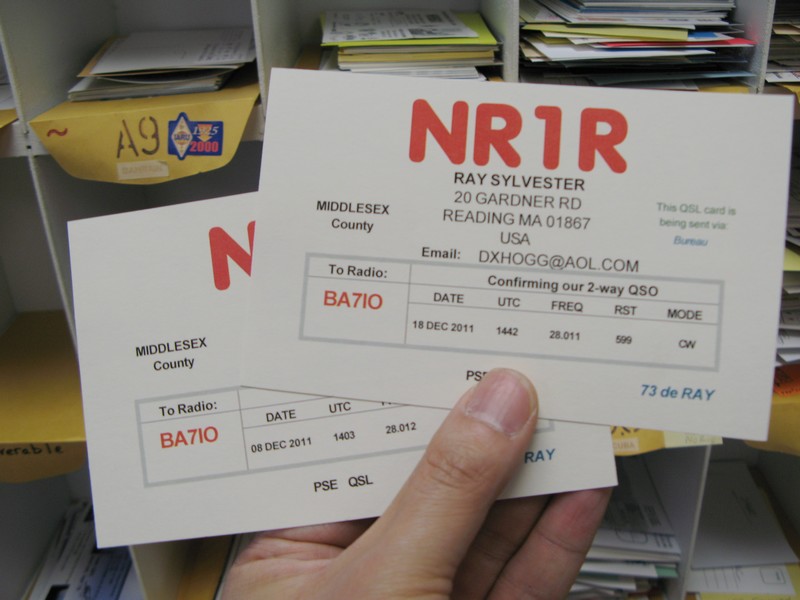 A9
1925
2000
NR1R
RAY SYLVESTER
20 GARDNER RD
READING MA 01867
USA
Email: DXHOGG@AOL.COM
MIDDLESEX
County
This QSL card is
being sent via:
Bureau
To Radio:
BA7IO
Confirming our 2-way QSO
DATE UTC FREQ RST MODE
18 DEC 2011 1442 28.011 599 CW
PSE
73 de RAY
N
MIDDLESEX
County
To Radio:
BA7IO
DATE UTC
08 DEC 2011 1403 28.012
PSE QSL
RAY
erable